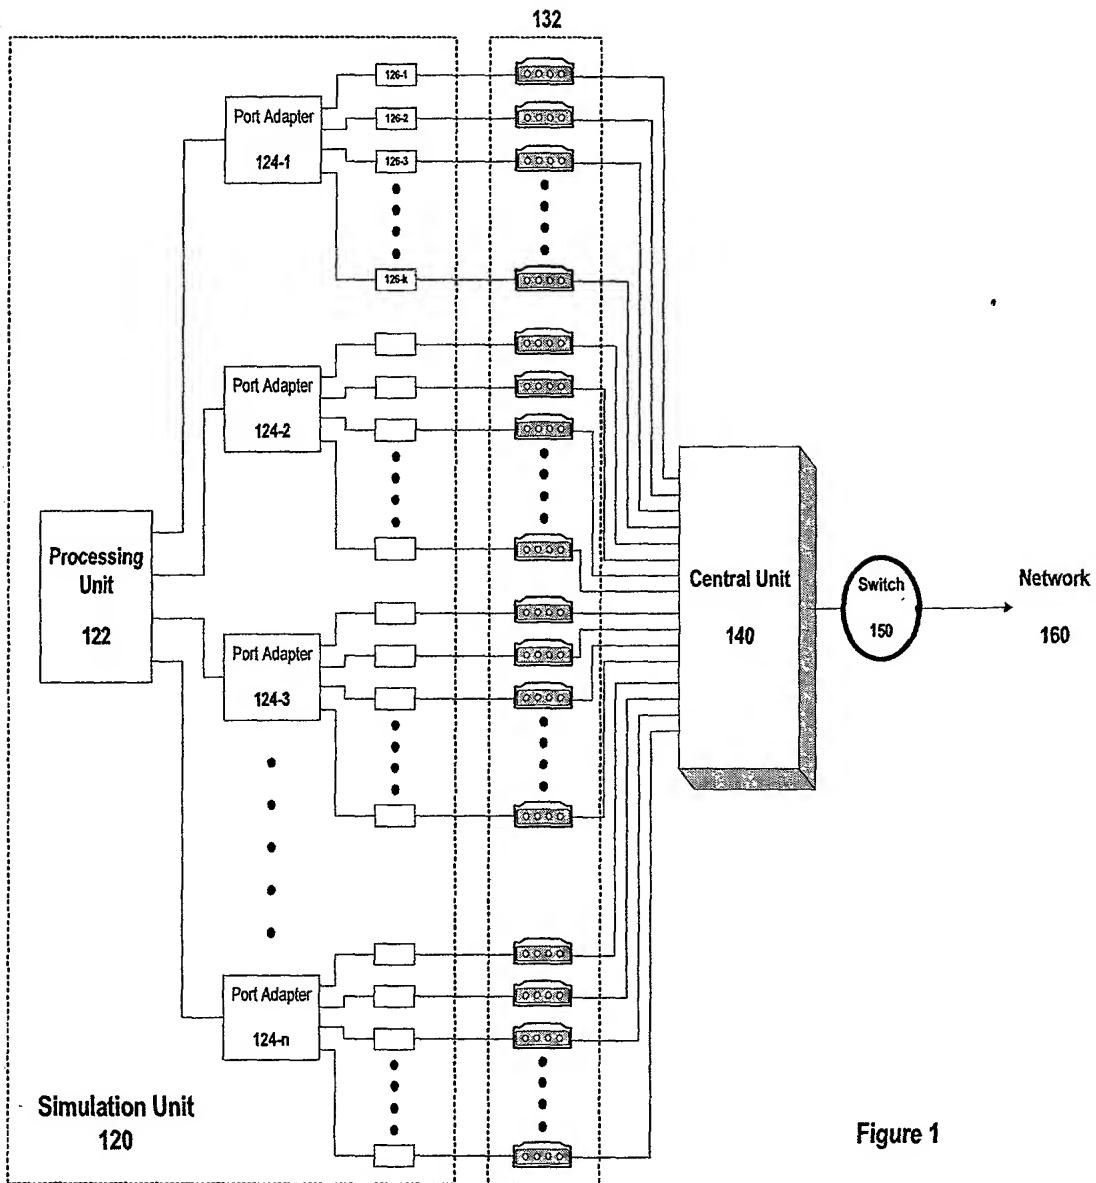 132
126-1
Port Adapter
124-1
126-2
126-3
126-k
Port Adapter
124-2
Processing
Unit
122
Central Unit
140
Switch
150
Network
160
Port Adapter
124-3
Port Adapter
124-n
Simulation Unit
120
Figure 1